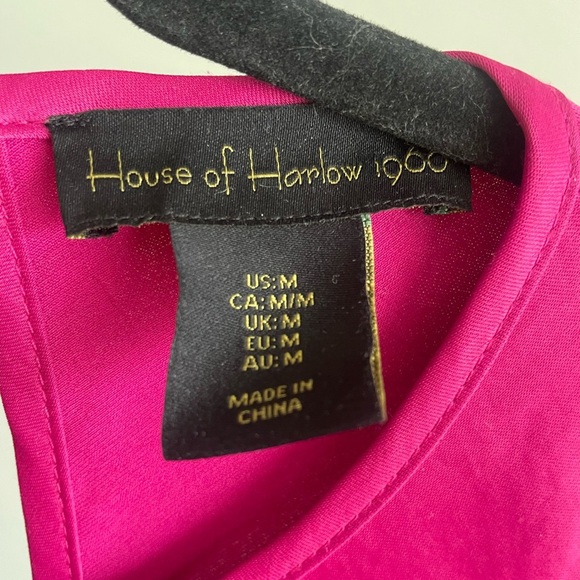 House of Harlow 1960
US:M
CA:M/M
UK:M
EU:M
AU:M
MADE IN
CHINA